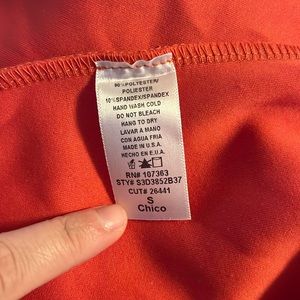 90%POLYESTER/
POLIESTER
10%SPANDEX/SPANDEX
HAND WASH COLD
DO NOT BLEACH
HANG TO DRY
LAVAR A MANO
CON AGUA FRIA
MADE IN U.S.A.
HECHO EN E.U.A.
RN# 107363
STY# S3D3852B37
CUT# 26441
S
Chico